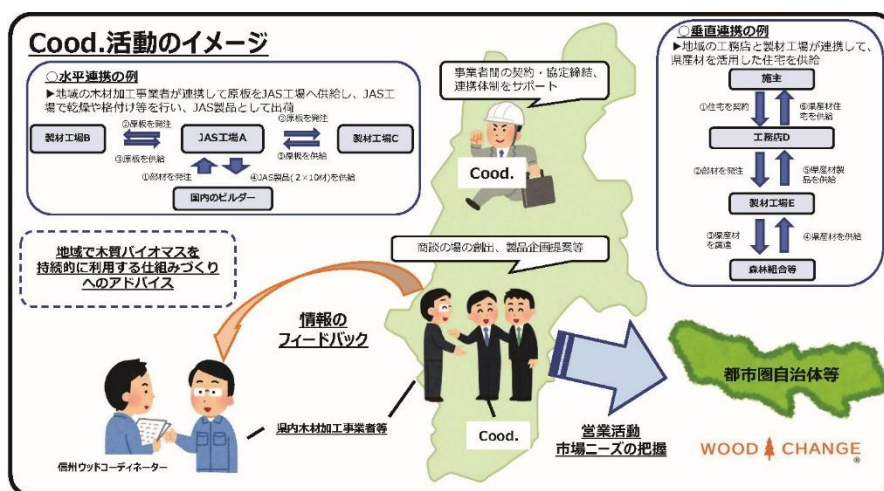 Cood.活動のイメージ
○水平連携の例
▶地域の木材加工事業者が連携して原板をJAS工場へ供給し、JAS工
場で乾燥や格付け等を行い、JAS製品として出荷
②原板を発注
②原板を発注
製材工場B
JAS工場A
製材工場C
③原板を供給
③原板を供給
①部材を発注
④JAS製品(2×10材)を供給
国内のビルダー
事業者間の契約・協定締結、
連携体制をサポート
Cood.
○垂直連携の例
▶地域の工務店と製材工場が連携して、
県産材を活用した住宅を供給
施主
①住宅を契約
⑥県産材住
宅を供給
工務店D
②部材を発注
⑤県産材製
品を供給
製材工場E
③県産材
を調達
④県産材を供給
森林組合等
地域で木質バイオマスを
持続的に利用する仕組みづくり
へのアドバイス
商談の場の創出、製品企画提案等
情報の
フィードバック
県内木材加工事業者等
信州ウッドコーディネーター
Cood.
営業活動
市場ニーズの把握
都市圏自治体等
WOOD CHANGE
®